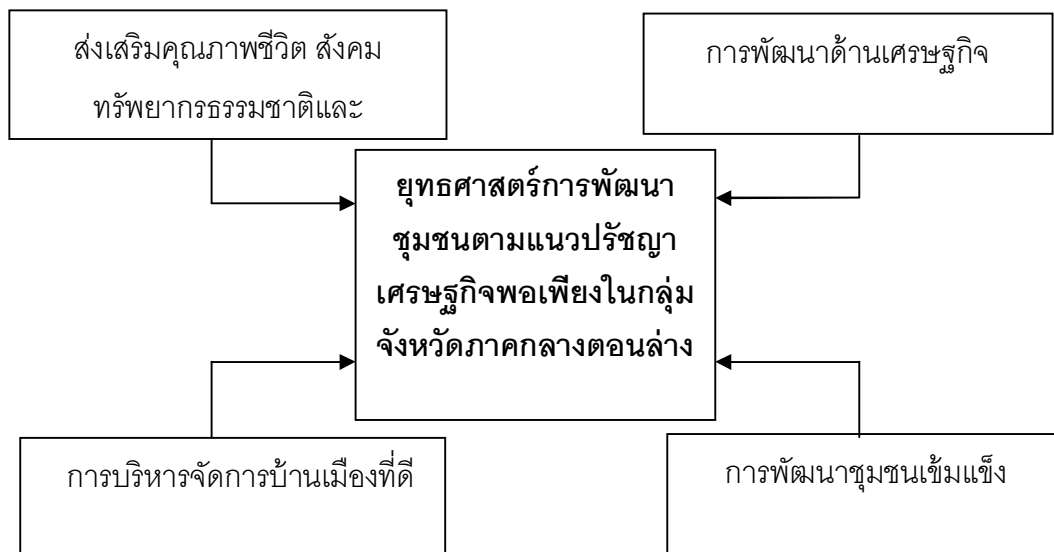 ส่งเสริมคุณภาพชีวิต สังคม
ทรัพยากรธรรมชาติและ
การพัฒนาด้านเศรษฐกิจ
ยุทธศาสตร์การพัฒนา
ชุมชนตามแนวปรัชญา
เศรษฐกิจพอเพียงในกลุ่ม
จังหวัดภาคกลางตอนล่าง
การบริหารจัดการบ้านเมืองที่ดี
การพัฒนาชุมชนเข้มแข็ง